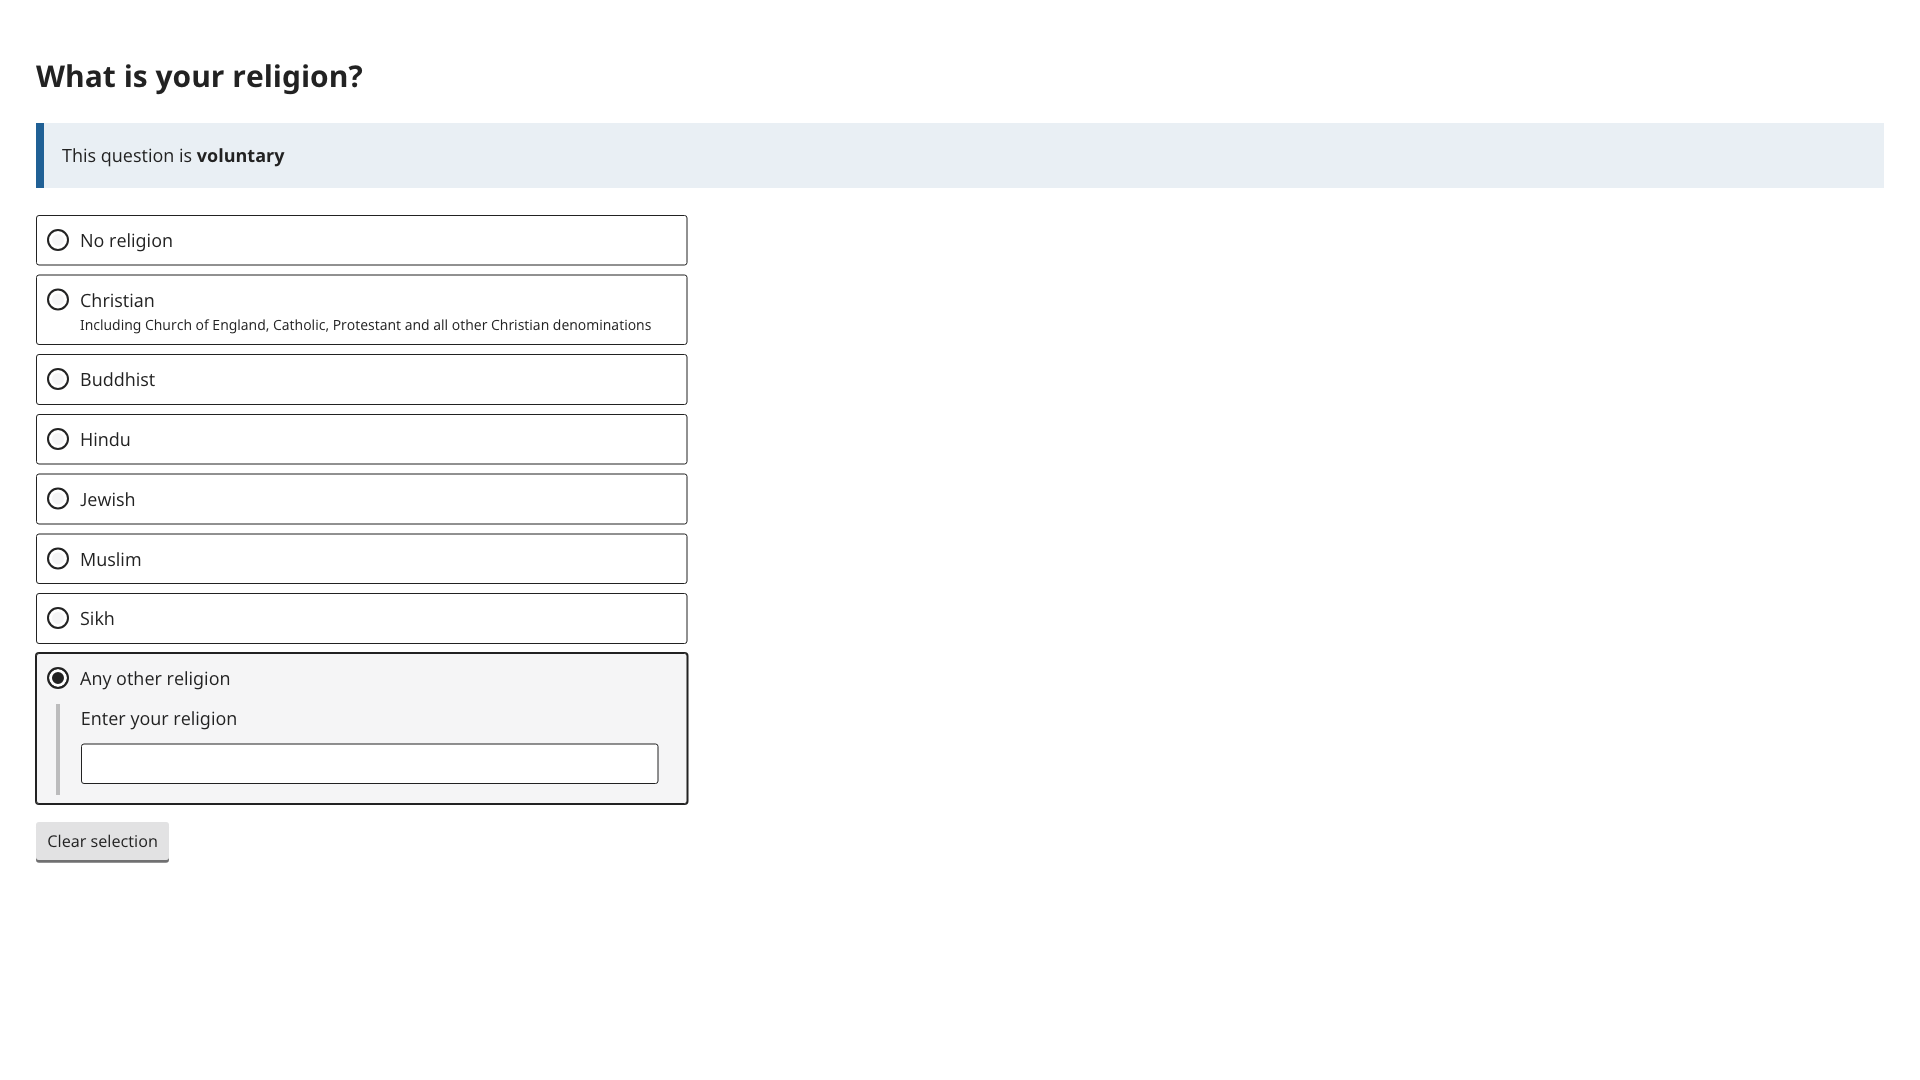 What is your religion?
This question is voluntary
No religion
Christian
Including Church of England, Catholic, Protestant and all other Christian denominations
Buddhist
Hindu
Jewish
Muslim
Sikh
Any other religion
Enter your religion
Clear selection